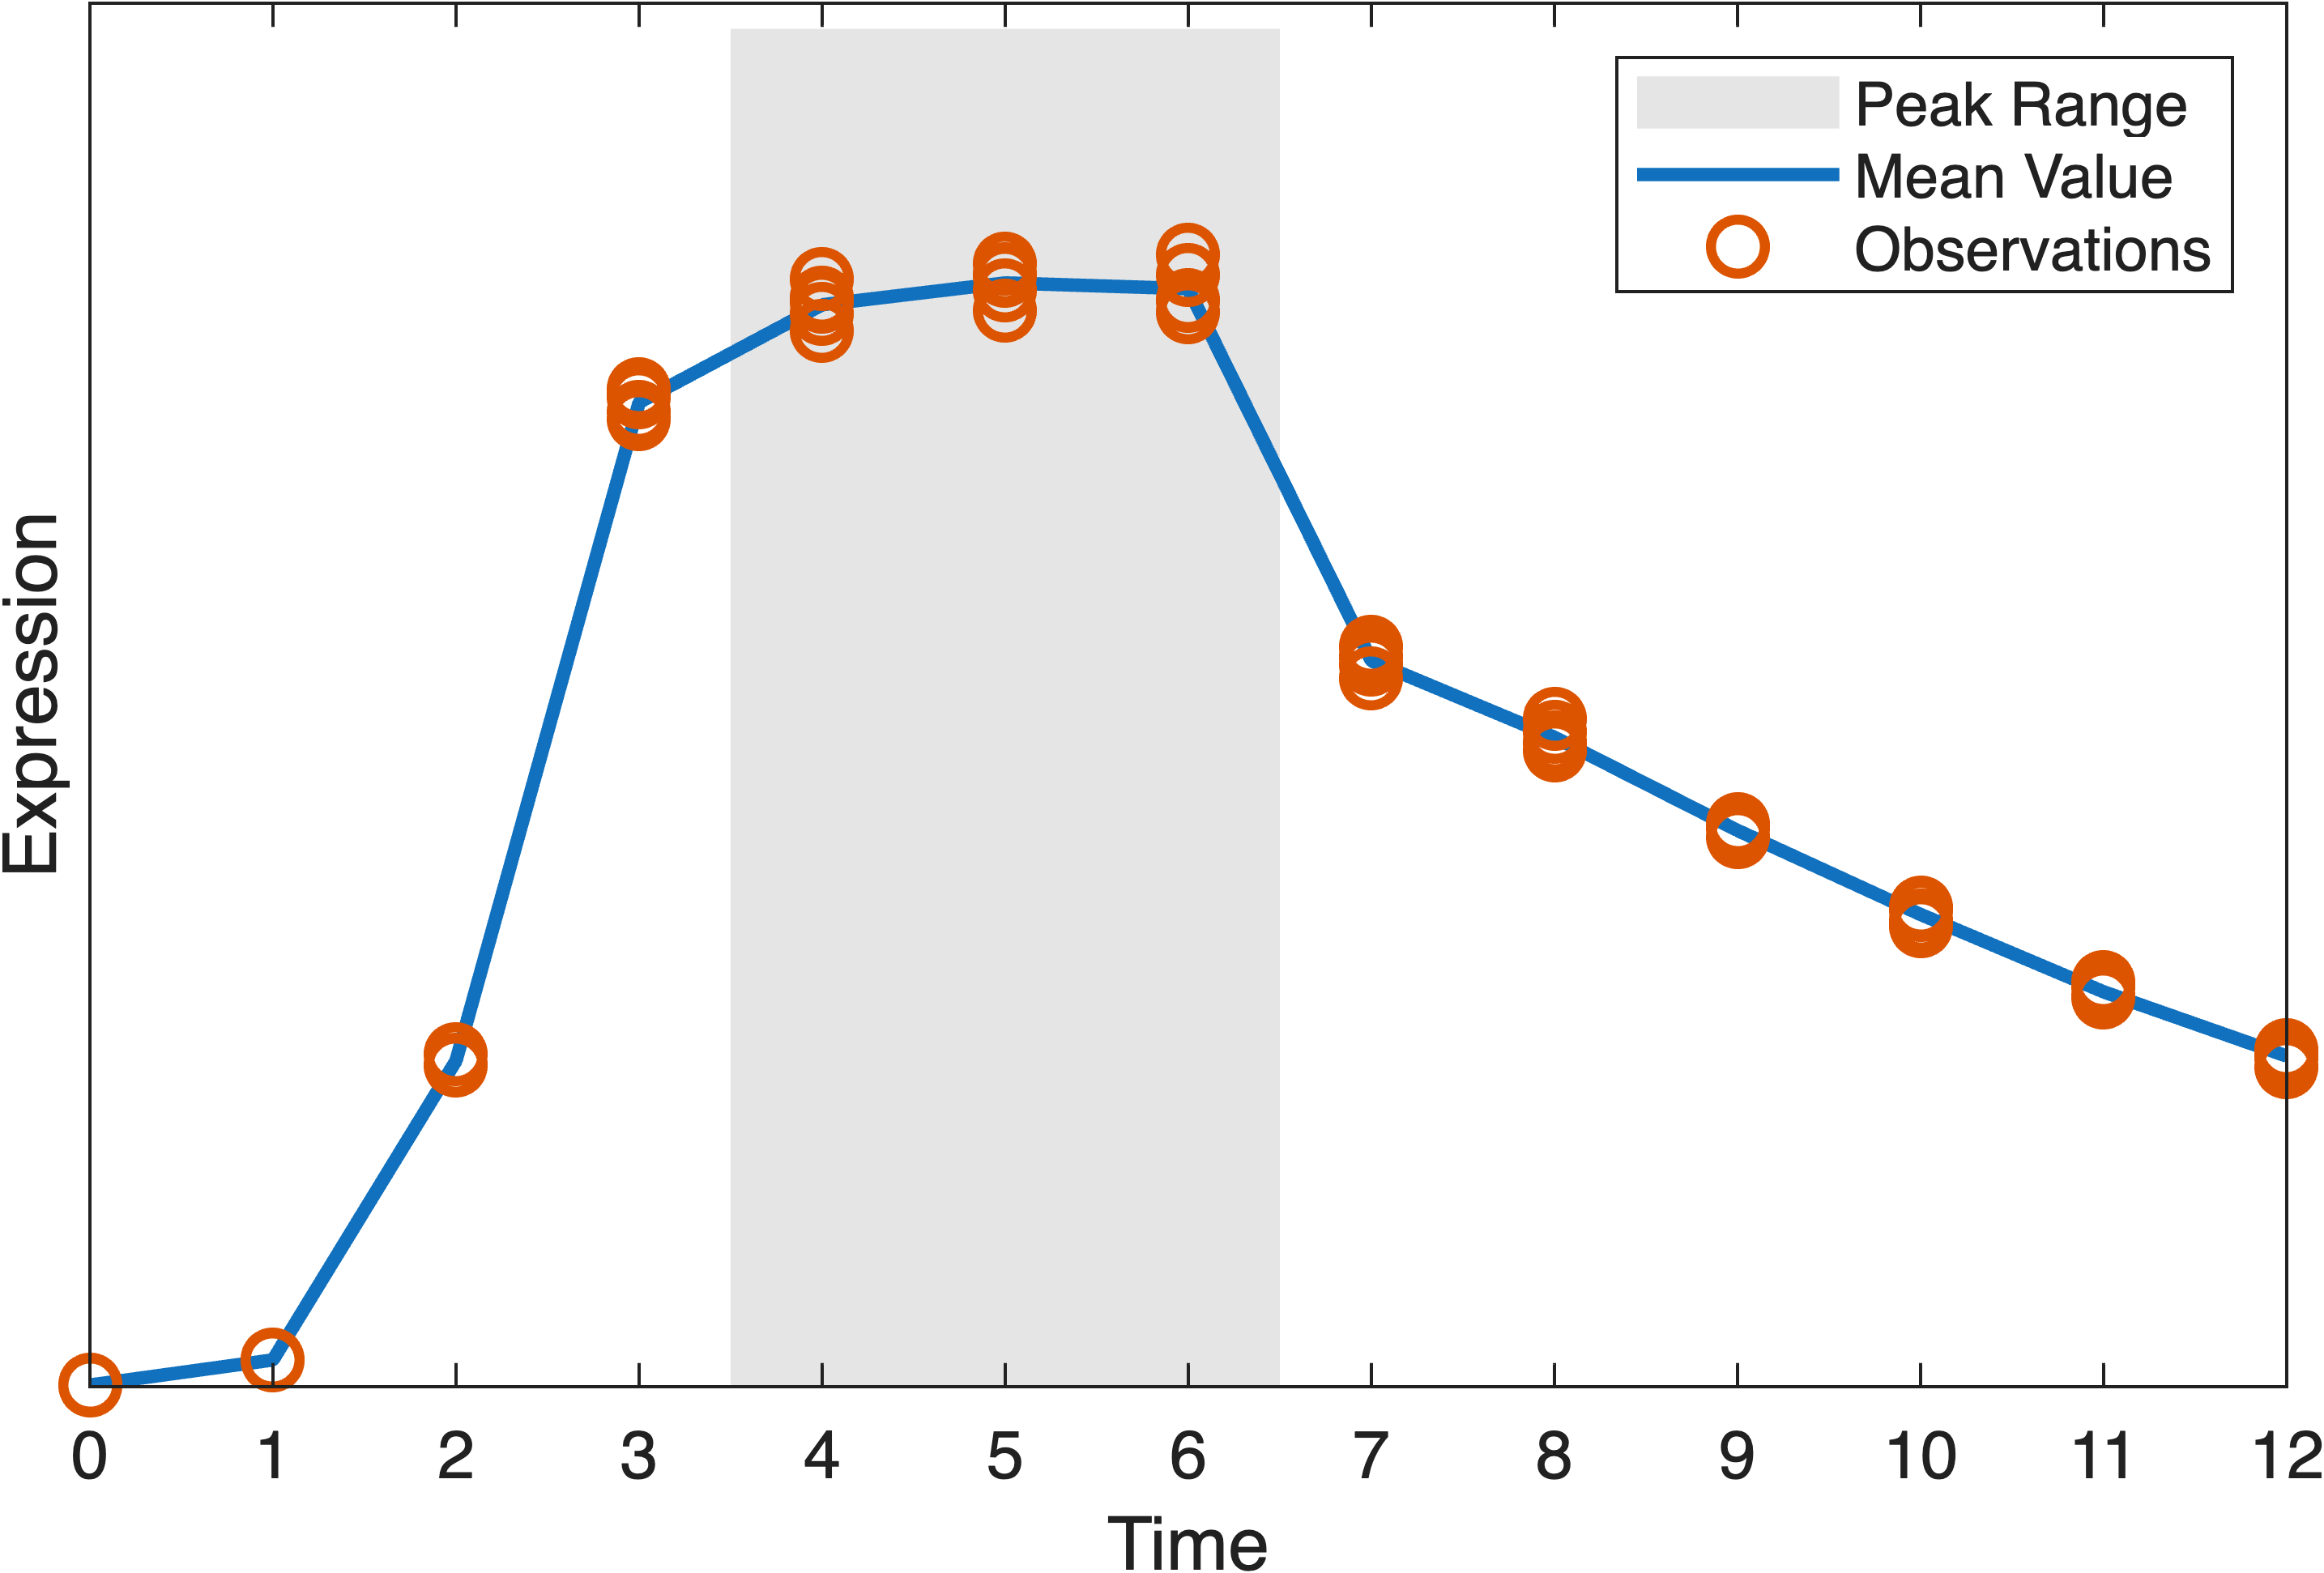 Peak Range
Mean Value
Observations
Expression
0 1 2 3 4 5 6 7 8 9 10 11 12
Time